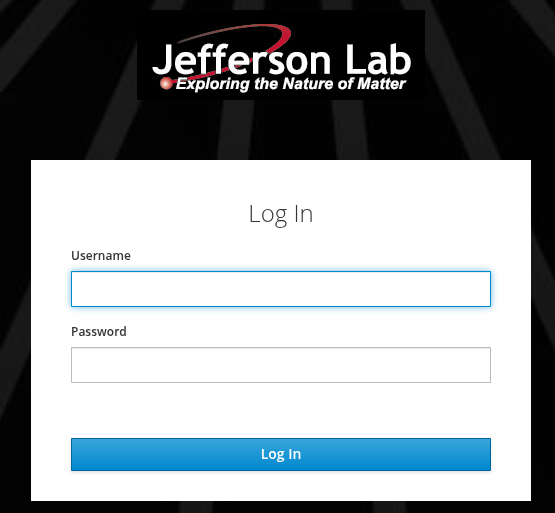 Jefferson Lab
Exploring the Nature of Matter
Log In
Username
Password
Log In